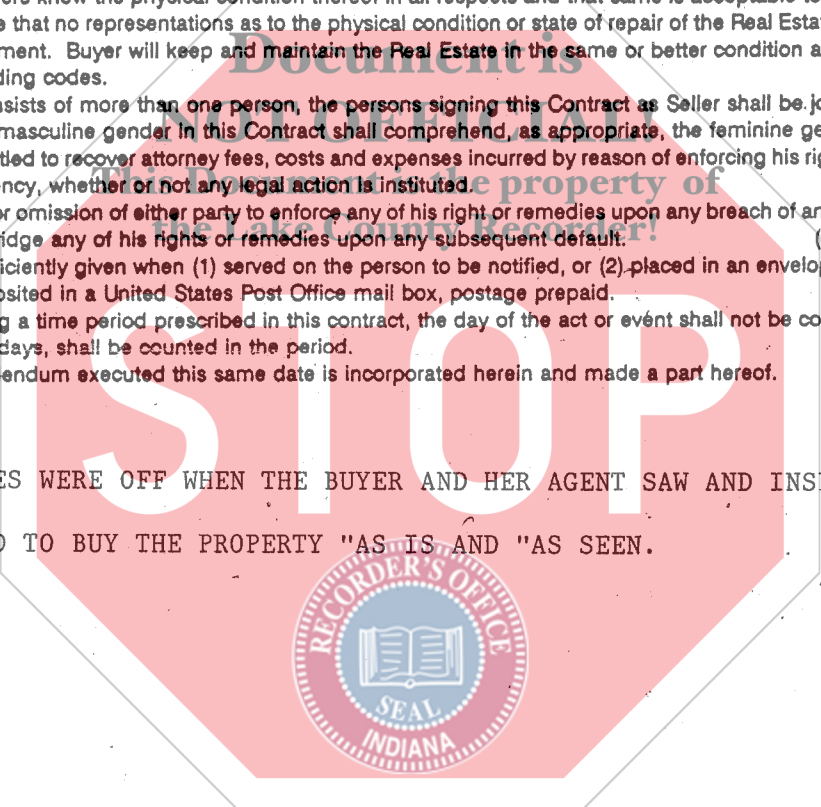 ers know the physical condition thereof in all respects and that same is acceptable to
e that no representations as to the physical condition or state of repair of the Real Esta
ment. Buyer will keep and maintain the Real Estate in the same or better condition a
ding codes.
nsists of more than one person, the persons signing this Contract as Seller shall be jo
masculine gender in this Contract shall comprehend, as appropriate, the feminine ge
tled to recover attorney fees, costs and expenses incurred by reason of enforcing his rig
ncy, whether or not any legal action is instituted.
or omission of either party to enforce any of his right or remedies upon any breach of an
ridge any of his rights or remedies upon any subsequent default. (
iciently given when (1) served on the person to be notified, or (2) placed in an envelop
osited in a United States Post Office mail box, postage prepaid.
g a time period prescribed in this contract, the day of the act or event shall not be co
days, shall be counted in the period.
endum executed this same date is incorporated herein and made a part hereof.
ES WERE OFF WHEN THE BUYER AND HER AGENT SAW AND INSP
D TO BUY THE PROPERTY "AS IS AND "AS SEEN.
Document is
NOT OFFICIAL!
This Document is the property of
the Lake County Recorder!
STOP
RECORDER'S OFFICE
SEAL
INDIANA